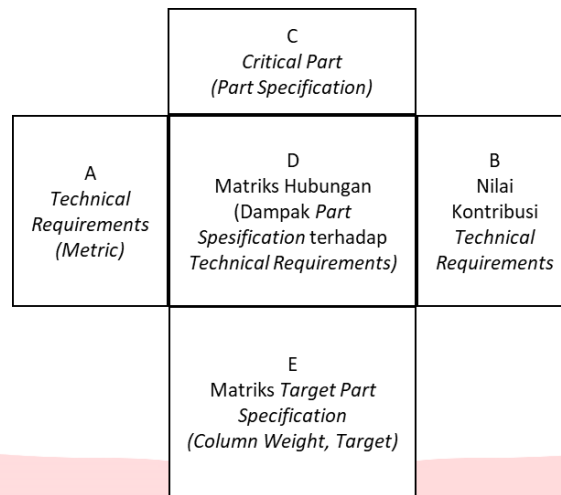 C
Critical Part
(Part Specification)
A
Technical
Requirements
(Metric)
D
Matriks Hubungan
(Dampak Part
Spesification terhadap
Technical Requirements)
B
Nilai
Kontribusi
Technical
Requirements
E
Matriks Target Part
Specification
(Column Weight, Target)